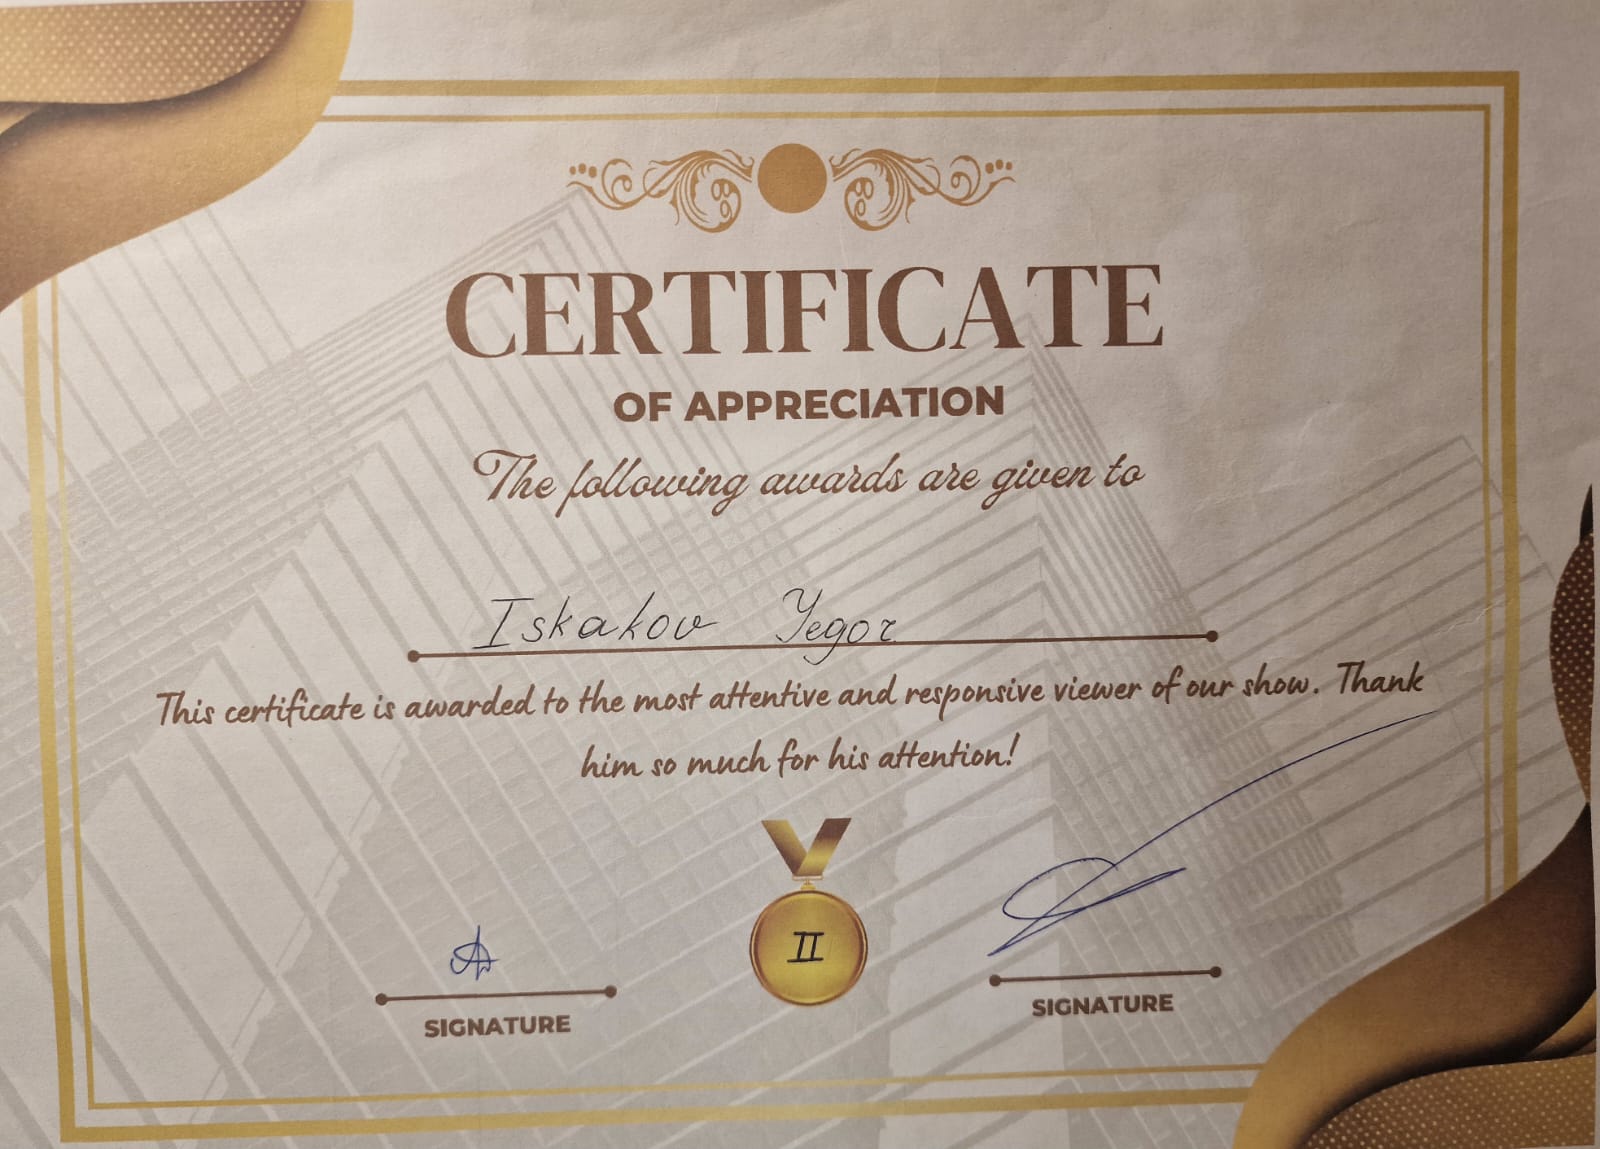 CERTIFICATE
OF APPRECIATION
The following awards are given to
Iskakov Yegor
This certificate is awarded to the most attentive and responsive viewer of our show. Thank
him so much for his attention!
II
SIGNATURE
SIGNATURE